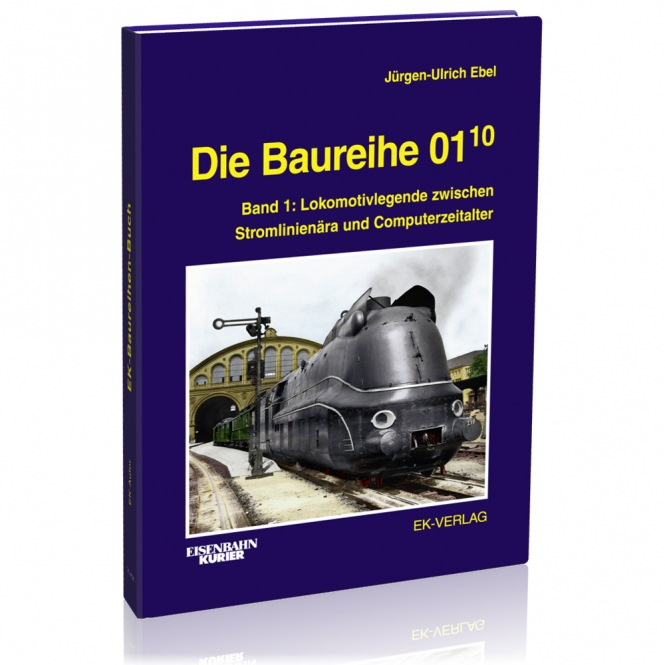 Jürgen-Ulrich Ebel
Die Baureihe 01¹⁰
Band 1: Lokomotivlegende zwischen
Stromlinienära und Computerzeitalter
EK-VERLAG
EISENBAHN
KURIER
EK-Baureihen-Buch